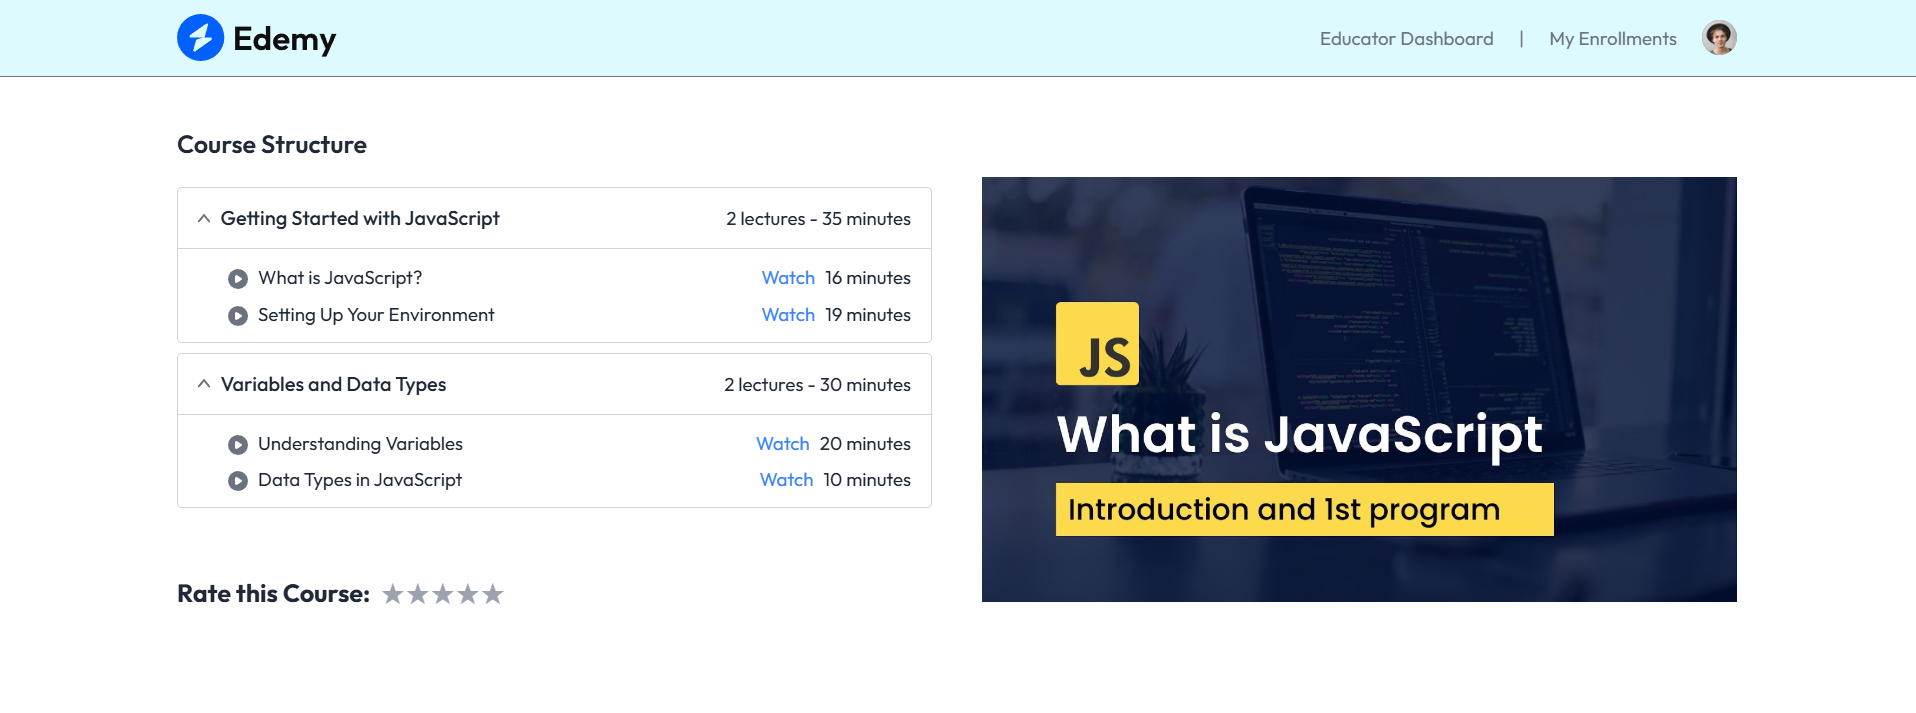 Edemy
Educator Dashboard | My Enrollments
Course Structure
Getting Started with JavaScript 2 lectures - 35 minutes
What is JavaScript? Watch 16 minutes
Setting Up Your Environment Watch 19 minutes
Variables and Data Types 2 lectures - 30 minutes
Understanding Variables Watch 20 minutes
Data Types in JavaScript Watch 10 minutes
Rate this Course:
JS
What is JavaScript
Introduction and 1st program